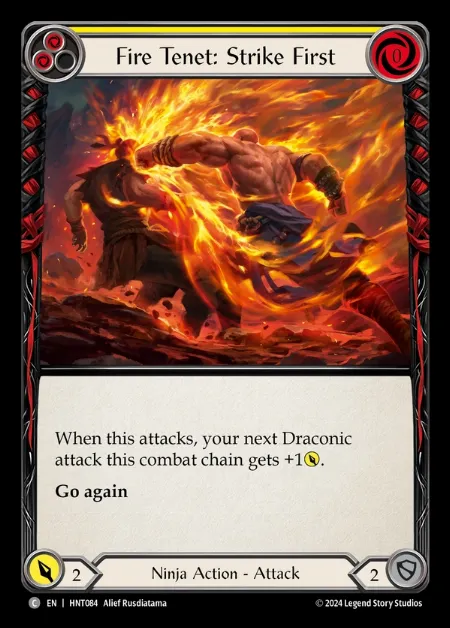 Fire Tenet: Strike First
0
When this attacks, your next Draconic
attack this combat chain gets +1.
Go again
2
Ninja Action - Attack
2
C EN | HNT084 Alief Rusdiatama
© 2024 Legend Story Studios